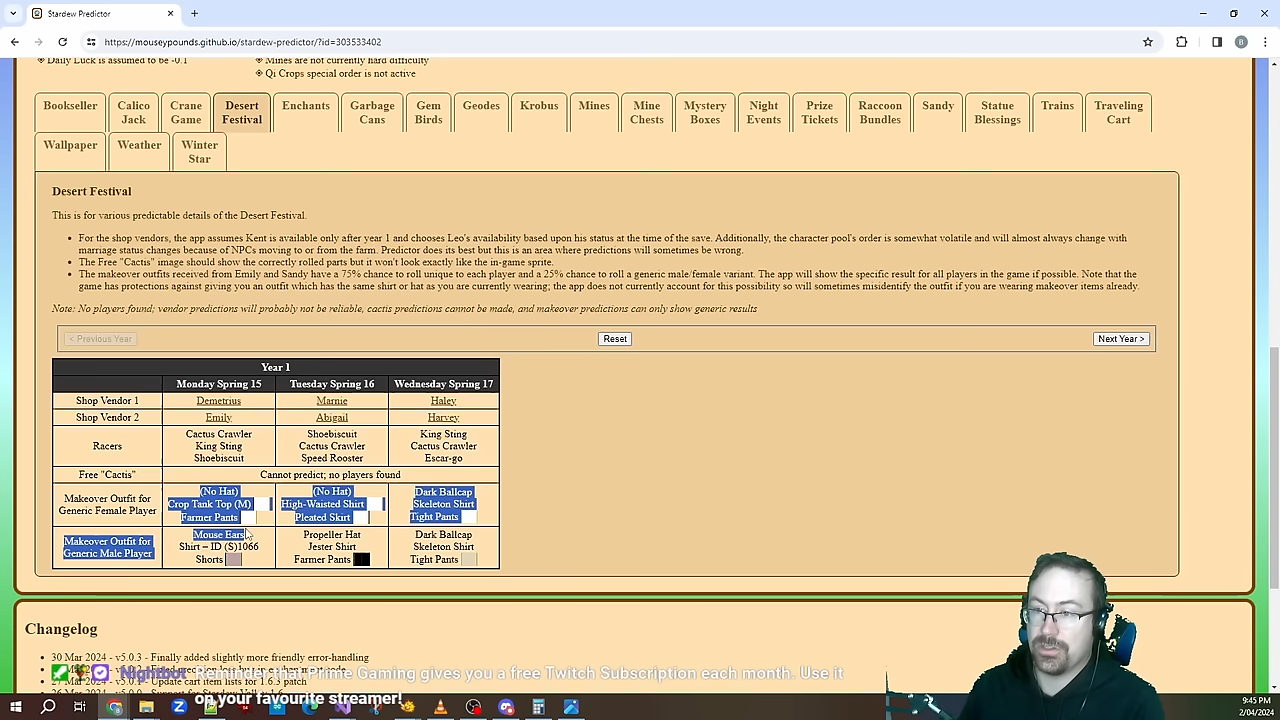 Stardew Predictor
https://mouseypounds.github.io/stardew-predictor/?id=303533402
Daily Luck is assumed to be -0.1
Mines are not currently hard difficulty
Qi Crops special order is not active
Bookseller
Calico Jack
Crane Game
Desert Festival
Enchants
Garbage Cans
Gem Birds
Geodes
Krobus
Mines
Mine Chests
Mystery Boxes
Night Events
Prize Tickets
Raccoon Bundles
Sandy
Statue Blessings
Trains
Traveling Cart
Wallpaper
Weather
Winter Star
Desert Festival
This is for various predictable details of the Desert Festival.
• For the shop vendors, the app assumes Kent is available only after year 1 and chooses Leo's availability based upon his status at the time of the save. Additionally, the character pool's order is somewhat volatile and will almost always change with
marriage status changes because of NPCs moving to or from the farm. Predictor does its best but this is an area where predictions will sometimes be wrong.
• The Free "Cactis" image should show the correctly rolled parts but it won't look exactly like the in-game sprite.
• The makeover outfits received from Emily and Sandy have a 75% chance to roll unique to each player and a 25% chance to roll a generic male/female variant. The app will show the specific result for all players in the game if possible. Note that the
game has protections against giving you an outfit which has the same shirt or hat as you are currently wearing; the app does not currently account for this possibility so will sometimes misidentify the outfit if you are wearing makeover items already.
Note: No players found; vendor predictions will probably not be reliable, cactis predictions cannot be made, and makeover predictions can only show generic results
< Previous Year
Reset
Next Year >
Year 1
Monday Spring 15 Tuesday Spring 16 Wednesday Spring 17
Shop Vendor 1 Demetrius Marnie Haley
Shop Vendor 2 Emily Abigail Harvey
Racers
Cactus Crawler
King Sting
Shoebiscuit
Shoebiscuit
Cactus Crawler
Speed Rooster
King Sting
Cactus Crawler
Escar-go
Free "Cactis" Cannot predict; no players found
Makeover Outfit for
Generic Female Player
(No Hat)
Crop Tank Top (M)
Farmer Pants
(No Hat)
High-Waisted Shirt
Pleated Skirt
Dark Ballcap
Skeleton Shirt
Tight Pants
Makeover Outfit for
Generic Male Player
Mouse Ears
Shirt – ID (S)1066
Shorts
Propeller Hat
Jester Shirt
Farmer Pants
Dark Ballcap
Skeleton Shirt
Tight Pants
Changelog
30 Mar 2024 - v5.0.3 - Finally added slightly more friendly error-handling
Nightbot Reminder that Prime Gaming gives you a free Twitch Subscription each month. Use it
on your favourite streamer!
9:45 PM
2/04/2024